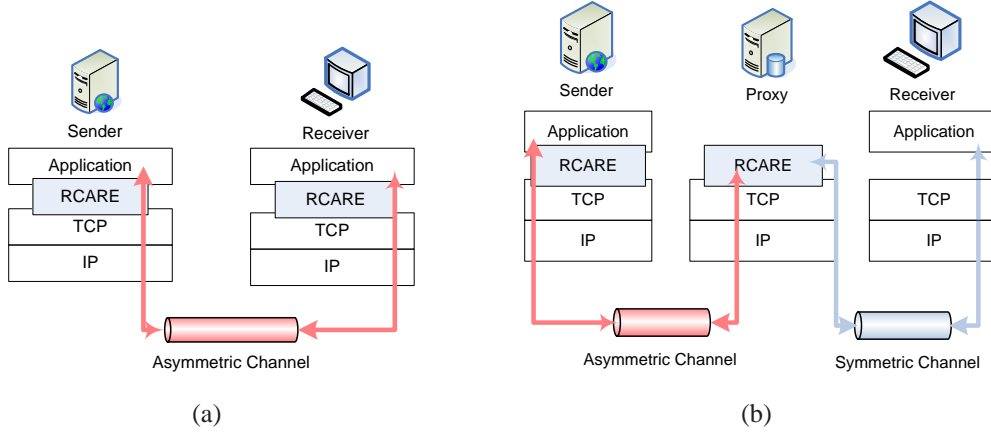 Sender
Receiver
Application
RCARE
TCP
IP
Application
RCARE
TCP
IP
Asymmetric Channel
(a)
Sender
Proxy
Receiver
Application
RCARE
TCP
IP
RCARE
TCP
IP
Application
TCP
IP
Asymmetric Channel
Symmetric Channel
(b)